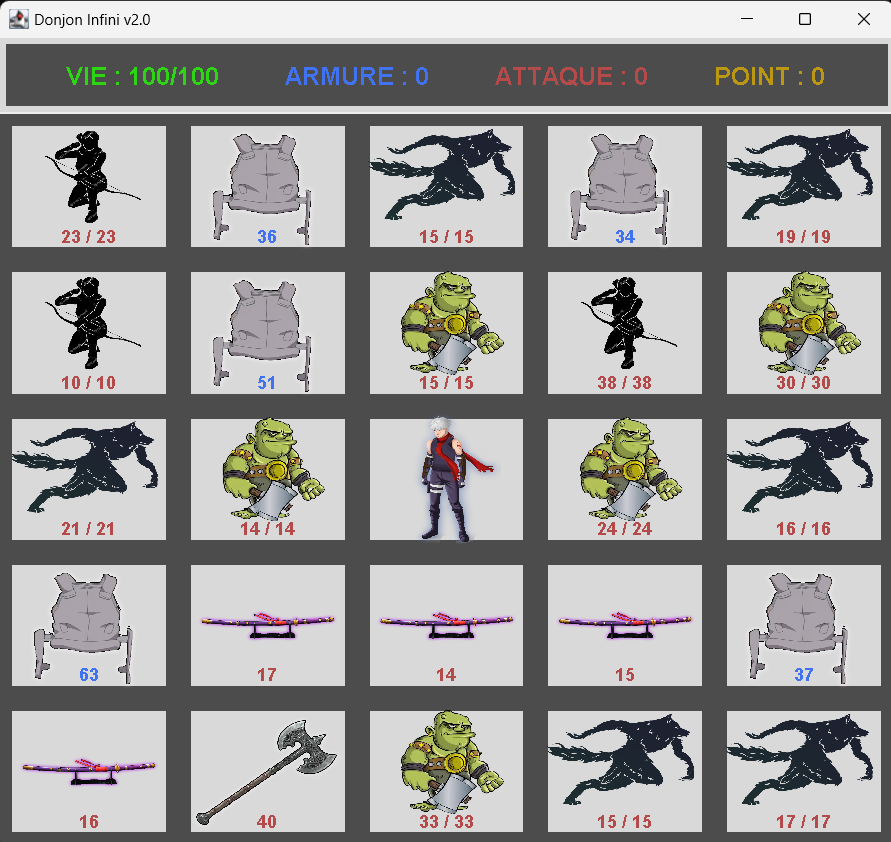 Donjon Infini v2.0
VIE : 100/100 ARMURE : 0 ATTAQUE : 0 POINT : 0
23 / 23 36 15 / 15 34 19 / 19
10 / 10 51 15 / 15 38 / 38 30 / 30
21 / 21 14 / 14 24 / 24 16 / 16
63 17 14 15 37
16 40 33 / 33 15 / 15 17 / 17